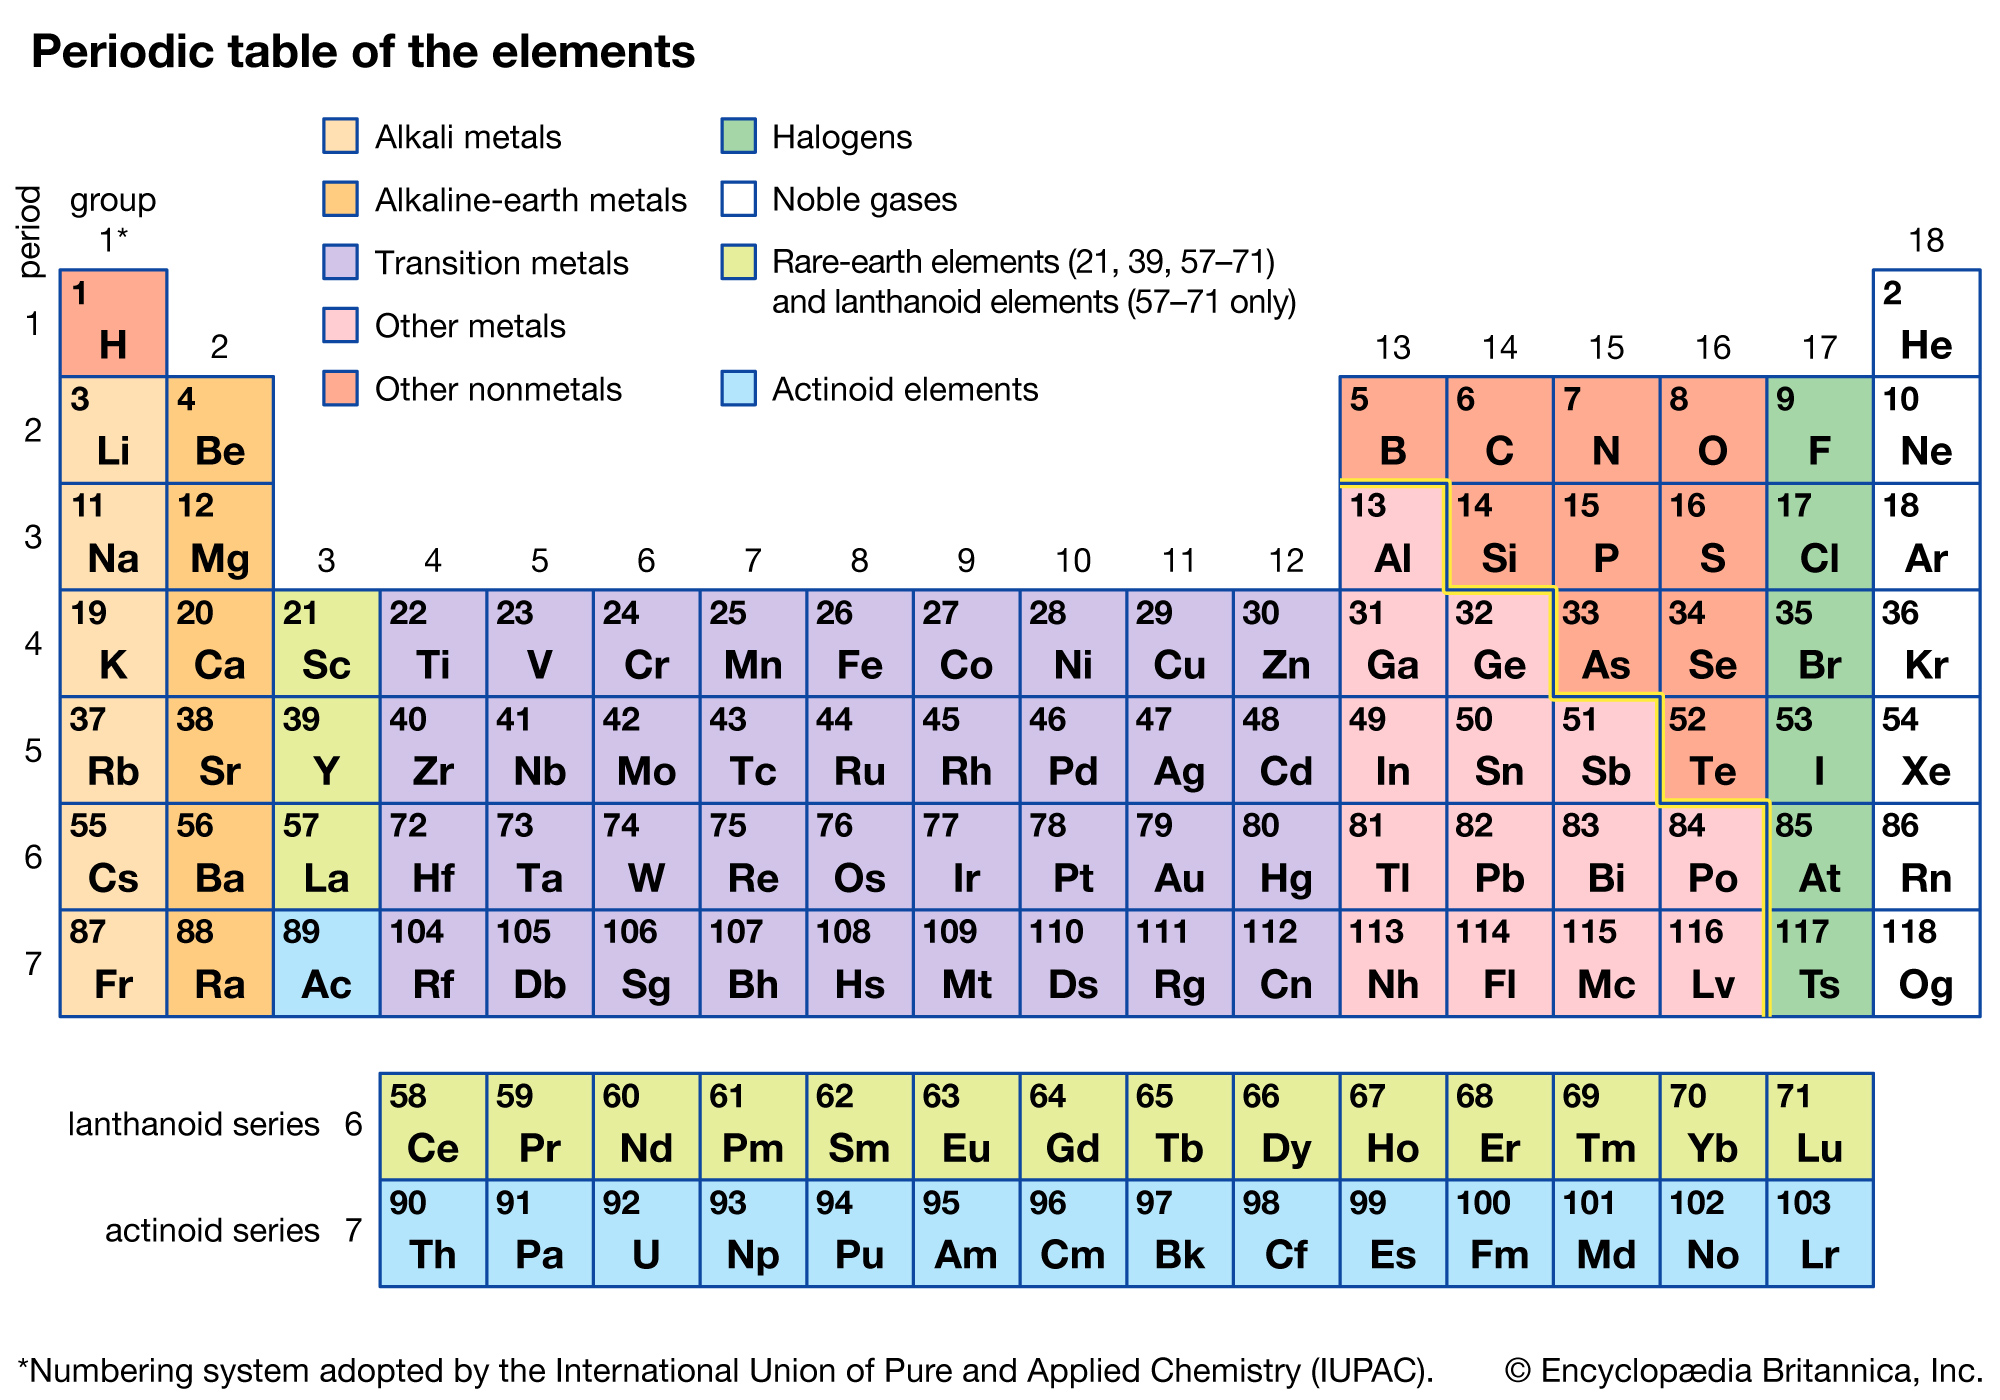 Periodic table of the elements
Alkali metals
Halogens
Alkaline-earth metals
Noble gases
Transition metals
Rare-earth elements (21, 39, 57–71)
and lanthanoid elements (57–71 only)
Other metals
Other nonmetals
Actinoid elements
period
group
1* 18
1 2
1 H He
2 13 14 15 16 17
3 4 5 6 7 8 9 10
2 Li Be B C N O F Ne
11 12 13 14 15 16 17 18
3 Na Mg Al Si P S Cl Ar
3 4 5 6 7 8 9 10 11 12
19 20 21 22 23 24 25 26 27 28 29 30 31 32 33 34 35 36
4 K Ca Sc Ti V Cr Mn Fe Co Ni Cu Zn Ga Ge As Se Br Kr
37 38 39 40 41 42 43 44 45 46 47 48 49 50 51 52 53 54
5 Rb Sr Y Zr Nb Mo Tc Ru Rh Pd Ag Cd In Sn Sb Te I Xe
55 56 57 72 73 74 75 76 77 78 79 80 81 82 83 84 85 86
6 Cs Ba La Hf Ta W Re Os Ir Pt Au Hg Tl Pb Bi Po At Rn
87 88 89 104 105 106 107 108 109 110 111 112 113 114 115 116 117 118
7 Fr Ra Ac Rf Db Sg Bh Hs Mt Ds Rg Cn Nh Fl Mc Lv Ts Og
58 59 60 61 62 63 64 65 66 67 68 69 70 71
lanthanoid series 6 Ce Pr Nd Pm Sm Eu Gd Tb Dy Ho Er Tm Yb Lu
90 91 92 93 94 95 96 97 98 99 100 101 102 103
actinoid series 7 Th Pa U Np Pu Am Cm Bk Cf Es Fm Md No Lr
*Numbering system adopted by the International Union of Pure and Applied Chemistry (IUPAC). © Encyclopædia Britannica, Inc.